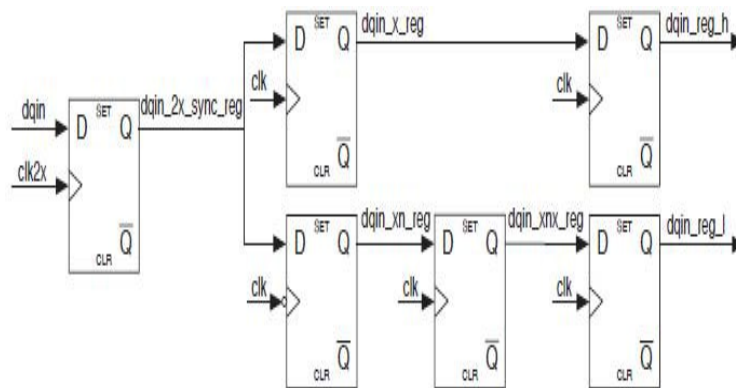 SET
D Q
dqin_x_reg
clk
Q
CLR
SET
D Q
dqin_reg_h
clk
Q
CLR
dqin
clk2x
SET
D Q
dqin_2x_sync_reg
Q
CLR
SET
D Q
dqin_xn_reg
clk
Q
CLR
SET
D Q
dqin_xnx_reg
clk
Q
CLR
SET
D Q
dqin_reg_l
clk
Q
CLR